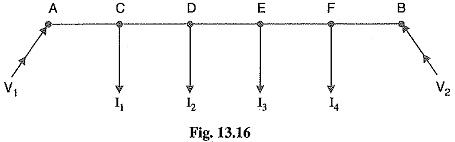 A C D E F B
V1 I1 I2 I3 I4 V2
Fig. 13.16